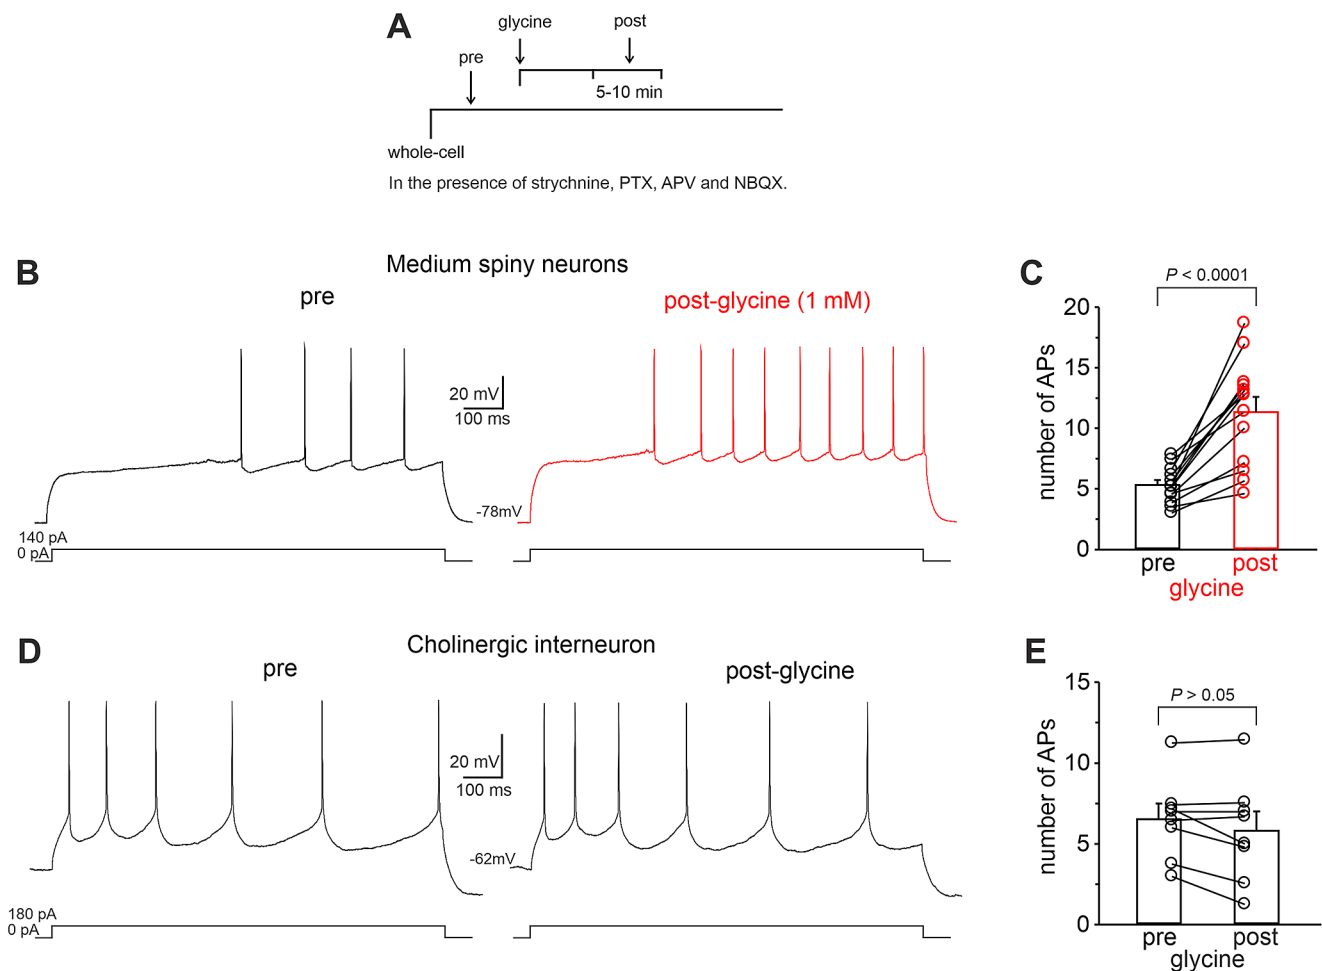 A
glycine
post
pre
5-10 min
whole-cell
In the presence of strychnine, PTX, APV and NBQX.
B
Medium spiny neurons
pre
post-glycine (1 mM)
20 mV
100 ms
-78mV
140 pA
0 pA
C
P < 0.0001
number of APs
20
15
10
5
0
pre
post
glycine
D
Cholinergic interneuron
pre
post-glycine
20 mV
100 ms
-62mV
180 pA
0 pA
E
P > 0.05
number of APs
15
10
5
0
pre
post
glycine